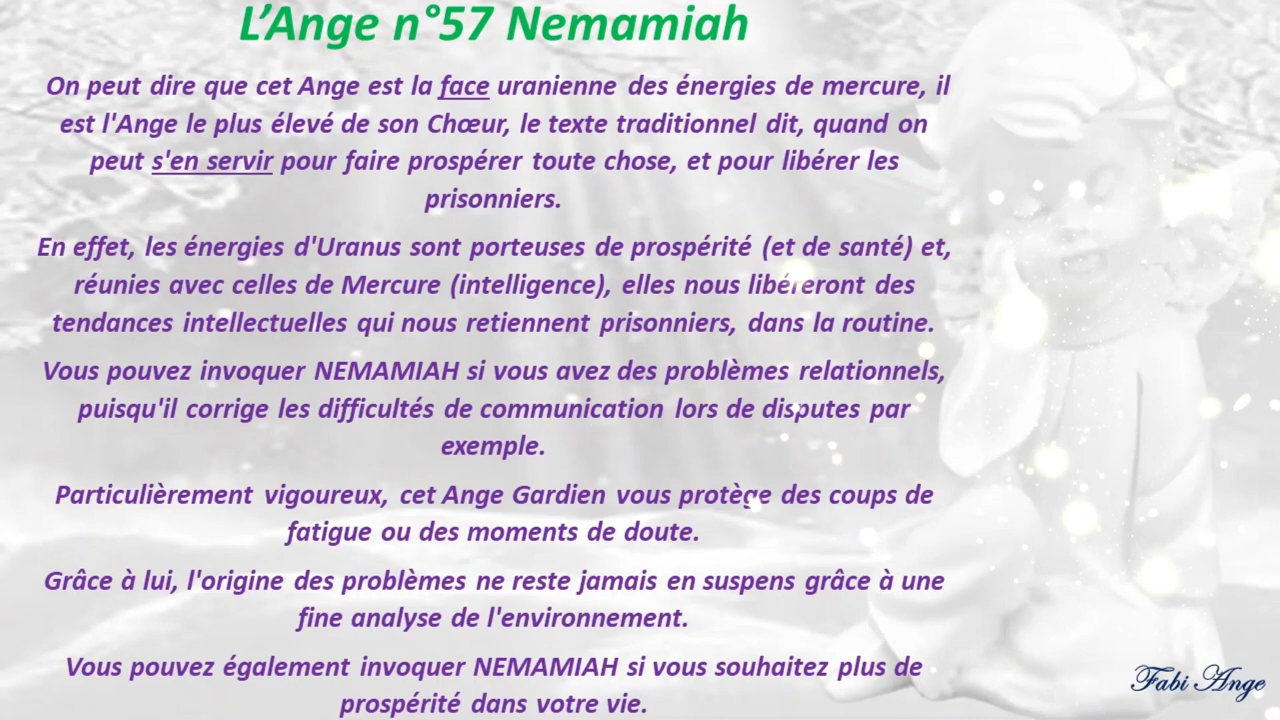 L’Ange n°57 Nemamiah
On peut dire que cet Ange est la face uranienne des énergies de mercure, il
est l'Ange le plus élevé de son Chœur, le texte traditionnel dit, quand on
peut s'en servir pour faire prospérer toute chose, et pour libérer les
prisonniers.
En effet, les énergies d'Uranus sont porteuses de prospérité (et de santé) et,
réunies avec celles de Mercure (intelligence), elles nous libéreront des
tendances intellectuelles qui nous retiennent prisonniers, dans la routine.
Vous pouvez invoquer NEMAMIAH si vous avez des problèmes relationnels,
puisqu'il corrige les difficultés de communication lors de disputes par
exemple.
Particulièrement vigoureux, cet Ange Gardien vous protège des coups de
fatigue ou des moments de doute.
Grâce à lui, l'origine des problèmes ne reste jamais en suspens grâce à une
fine analyse de l'environnement.
Vous pouvez également invoquer NEMAMIAH si vous souhaitez plus de
prospérité dans votre vie.
Fabi Ange